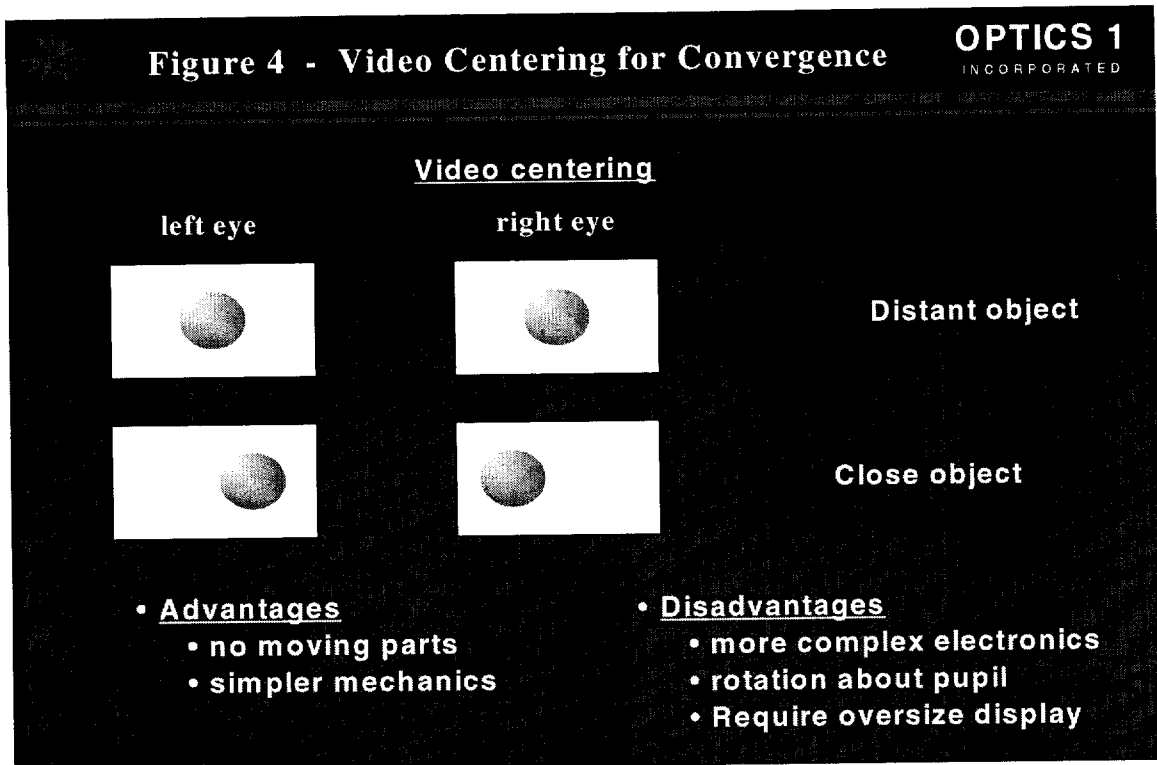 Figure 4 - Video Centering for Convergence
OPTICS 1
INCORPORATED
Video centering
left eye
right eye
Distant object
Close object
• Advantages
• no moving parts
• simpler mechanics
• Disadvantages
• more complex electronics
• rotation about pupil
• Require oversize display